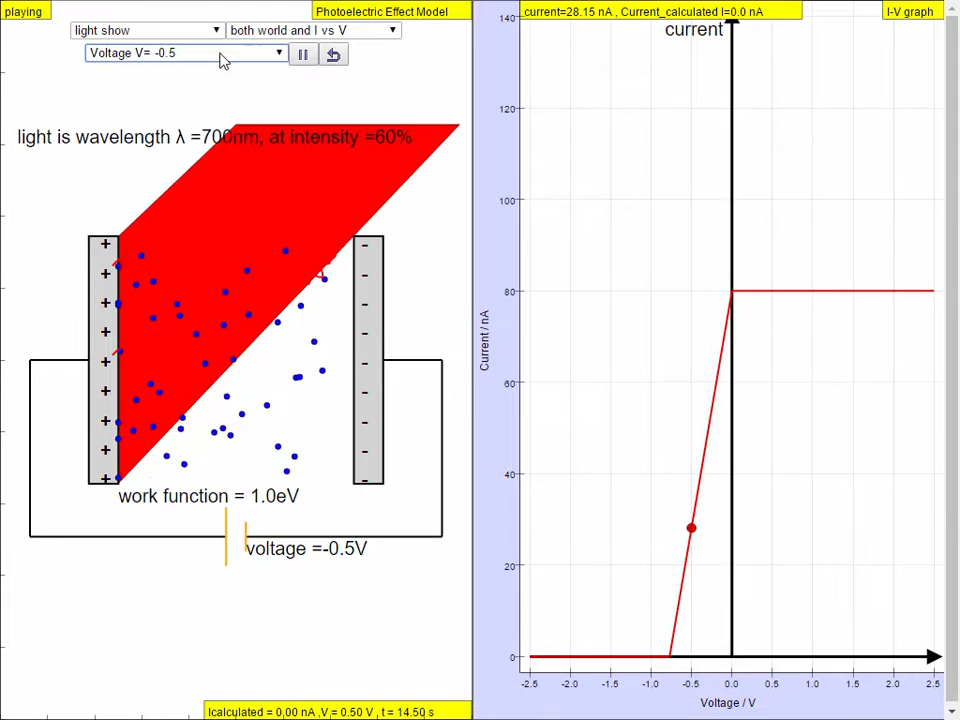 playing
Photoelectric Effect Model
light show
both world and I vs V
Voltage V= -0.5
light is wavelength λ =700nm, at intensity =60%
+ + + + + + + + +
- - - - - - - - -
work function = 1.0eV
voltage =-0.5V
Icalculated = 0,00 nA ,V = 0.50 V , t = 14.50 s
current=28.15 nA , Current_calculated I=0.0 nA
I-V graph
current
140
120
100
80
60
40
20
0
Current / nA
-2.5 -2.0 -1.5 -1.0 -0.5 0.0 0.5 1.0 1.5 2.0 2.5
Voltage / V